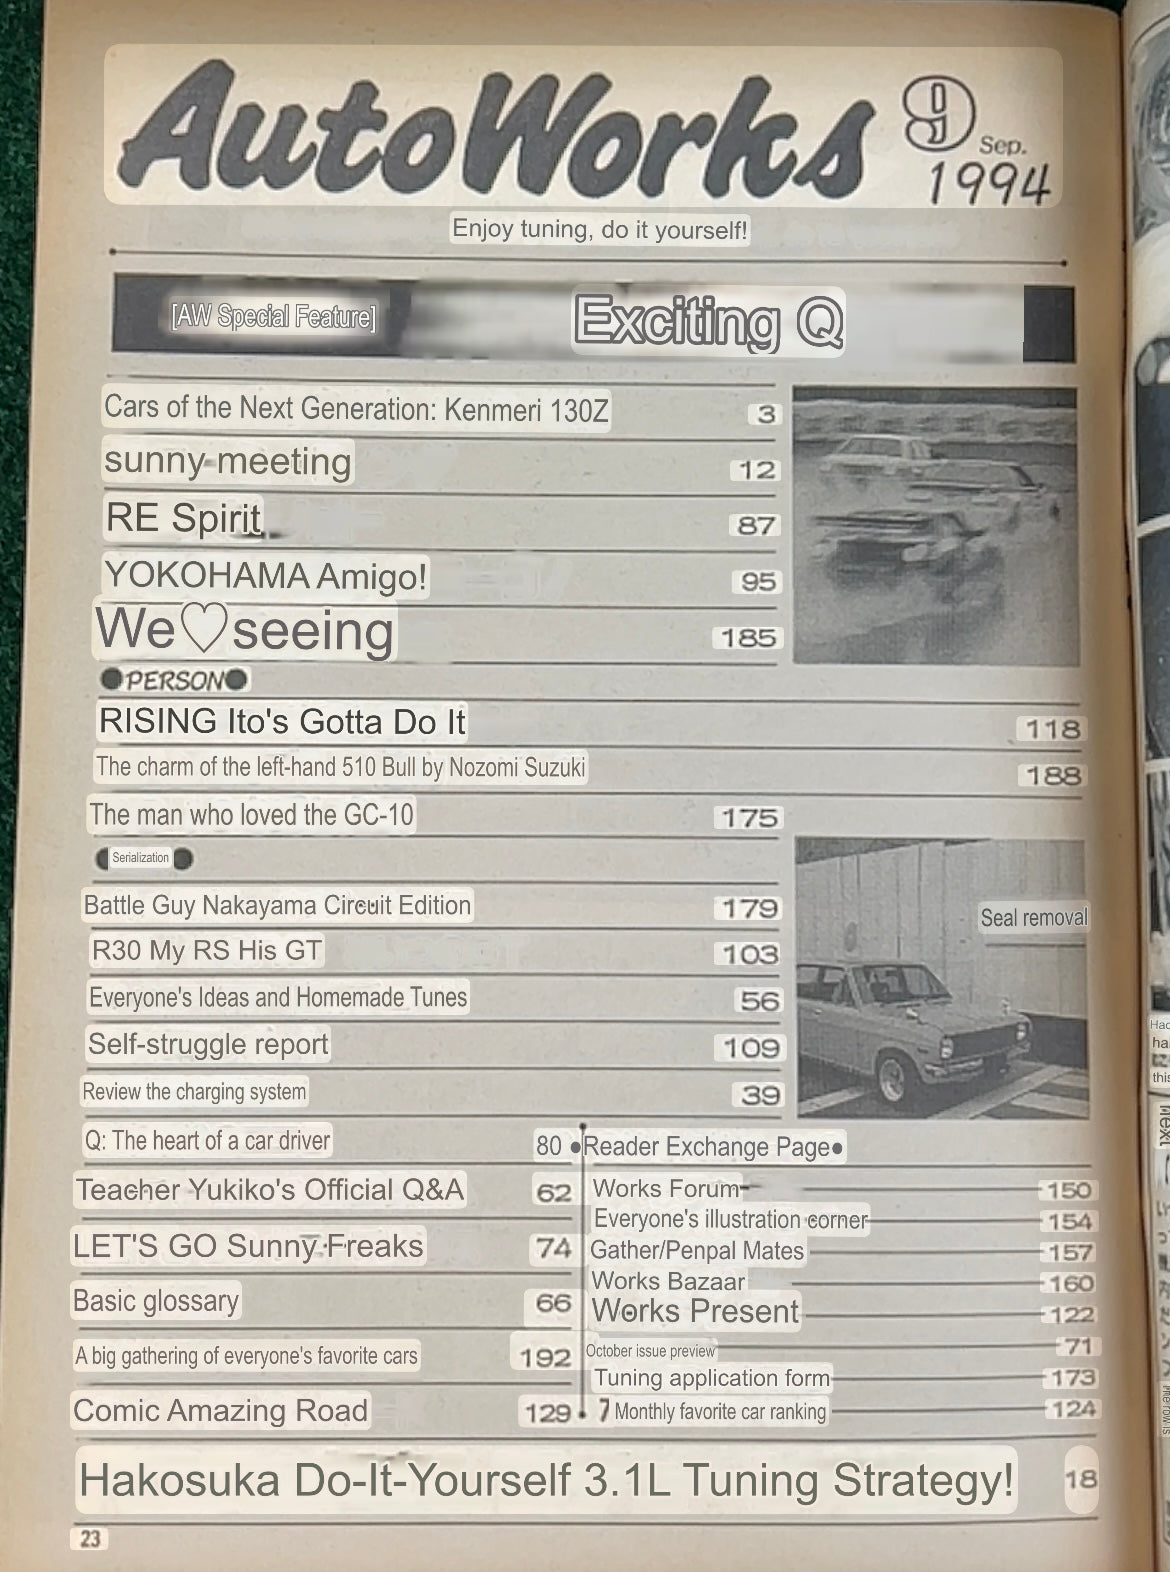 AutoWorks 9 Sep. 1994
Enjoy tuning, do it yourself!
[AW Special Feature] Exciting Q
Cars of the Next Generation: Kenmeri 130Z 3
sunny meeting 12
RE Spirit 87
YOKOHAMA Amigo! 95
We♡seeing 185
●PERSON●
RISING Ito's Gotta Do It 118
The charm of the left-hand 510 Bull by Nozomi Suzuki 188
The man who loved the GC-10 175
●Serialization●
Battle Guy Nakayama Circuit Edition 179
Seal removal
R30 My RS His GT 103
Everyone's Ideas and Homemade Tunes 56
Self-struggle report 109
Review the charging system 39
Q: The heart of a car driver 80
Teacher Yukiko's Official Q&A 62
LET'S GO Sunny Freaks 74
Basic glossary 66
A big gathering of everyone's favorite cars 192
Comic Amazing Road 129
●Reader Exchange Page●
Works Forum 150
Everyone's illustration corner 154
Gather/Penpal Mates 157
Works Bazaar 160
Works Present 122
October issue preview 71
Tuning application form 173
7 Monthly favorite car ranking 124
Hakosuka Do-It-Yourself 3.1L Tuning Strategy! 18
23